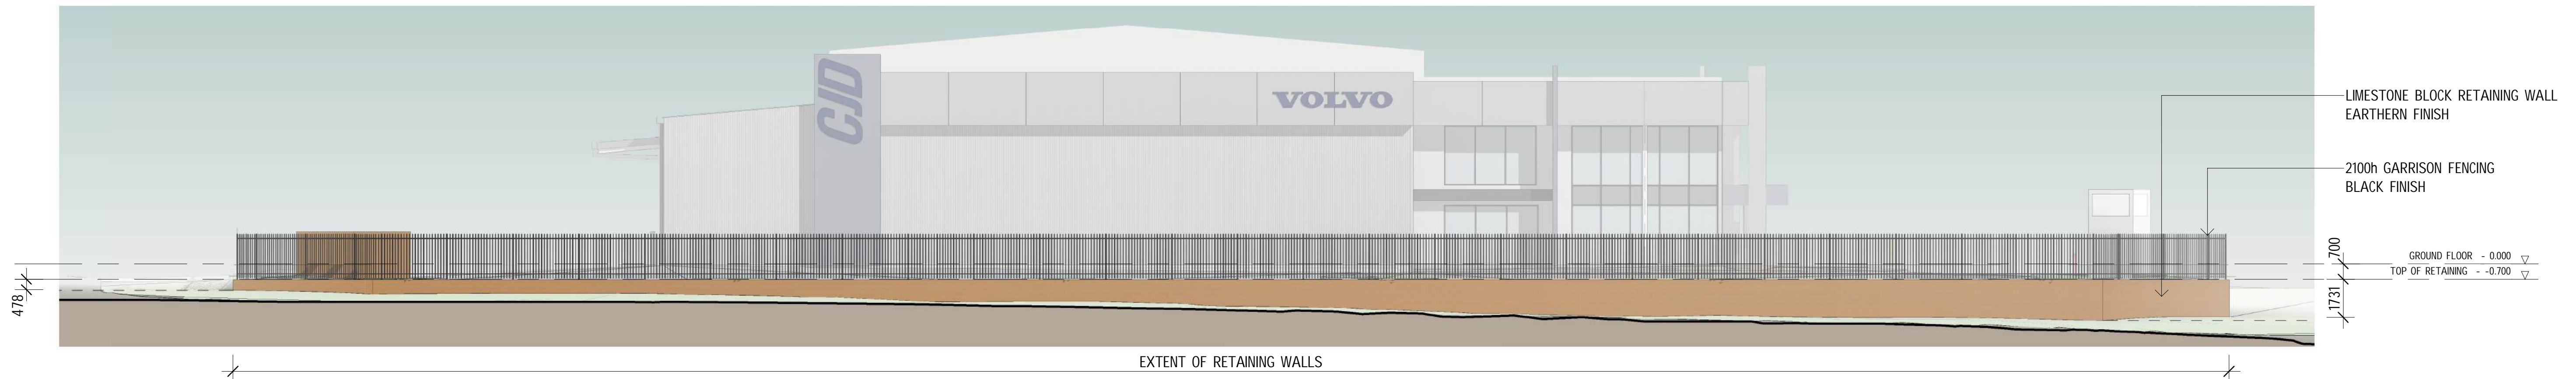 CJD
VOLVO
LIMESTONE BLOCK RETAINING WALL
EARTHERN FINISH
2100h GARRISON FENCING
BLACK FINISH
700
GROUND FLOOR - 0.000
TOP OF RETAINING - -0.700
478
1731
EXTENT OF RETAINING WALLS